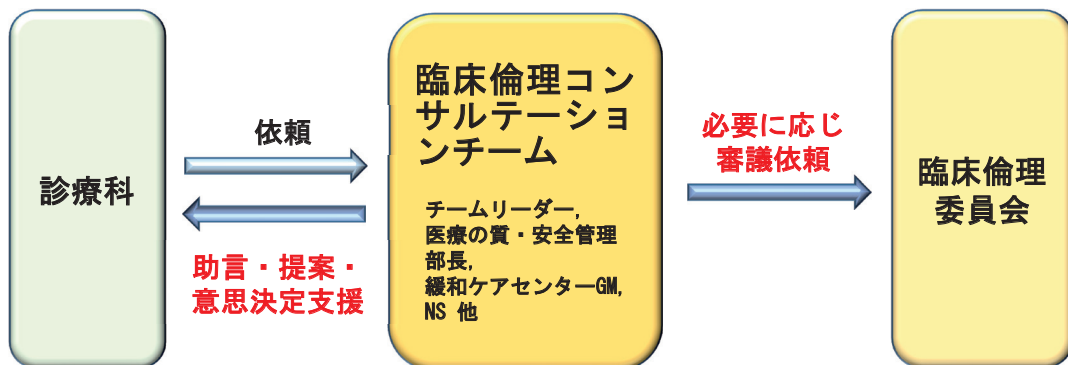 診療科
依頼
助言・提案・
意思決定支援
臨床倫理コン
サルテーショ
ンチーム
チームリーダー,
医療の質・安全管理
部長,
緩和ケアセンターGM,
NS 他
必要に応じ
審議依頼
臨床倫理
委員会